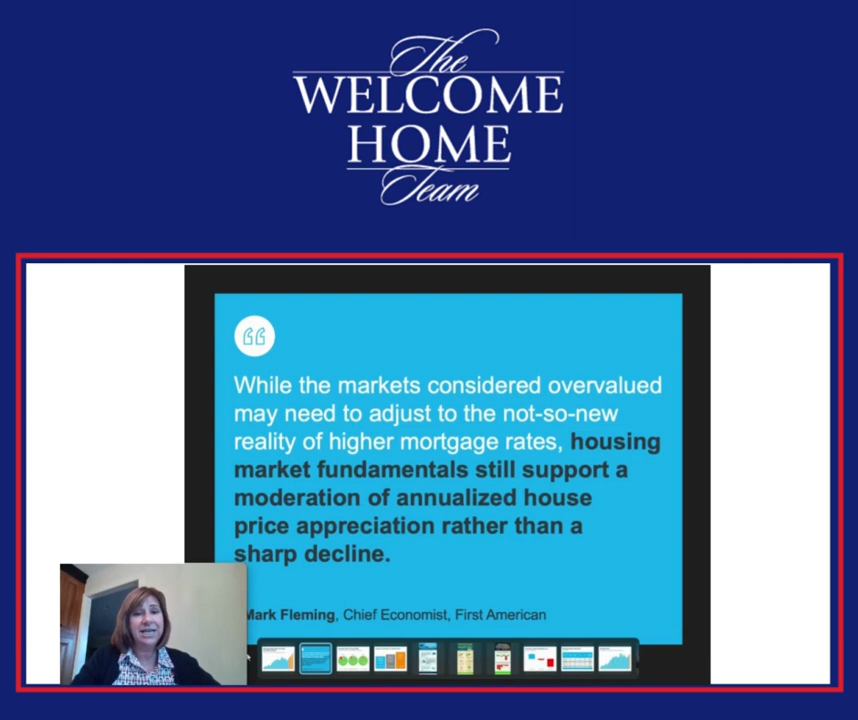 The
WELCOME
HOME
Team
While the markets considered overvalued
may need to adjust to the not-so-new
reality of higher mortgage rates, housing
market fundamentals still support a
moderation of annualized house
price appreciation rather than a
sharp decline.
Mark Fleming, Chief Economist, First American